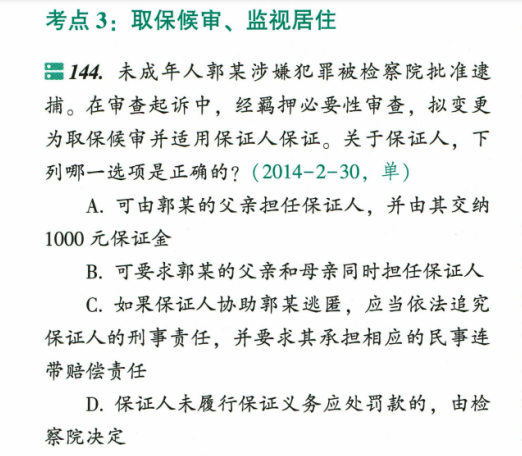 考点 3：取保候审、监视居住
144. 未成年人郭某涉嫌犯罪被检察院批准逮
捕。在审查起诉中，经羁押必要性审查，拟变更
为取保候审并适用保证人保证。关于保证人，下
列哪一选项是正确的？（2014-2-30，单）
A. 可由郭某的父亲担任保证人，并由其交纳
1000 元保证金
B. 可要求郭某的父亲和母亲同时担任保证人
C. 如果保证人协助郭某逃匿，应当依法追究
保证人的刑事责任，并要求其承担相应的民事连
带赔偿责任
D. 保证人未履行保证义务应处罚款的，由检
察院决定